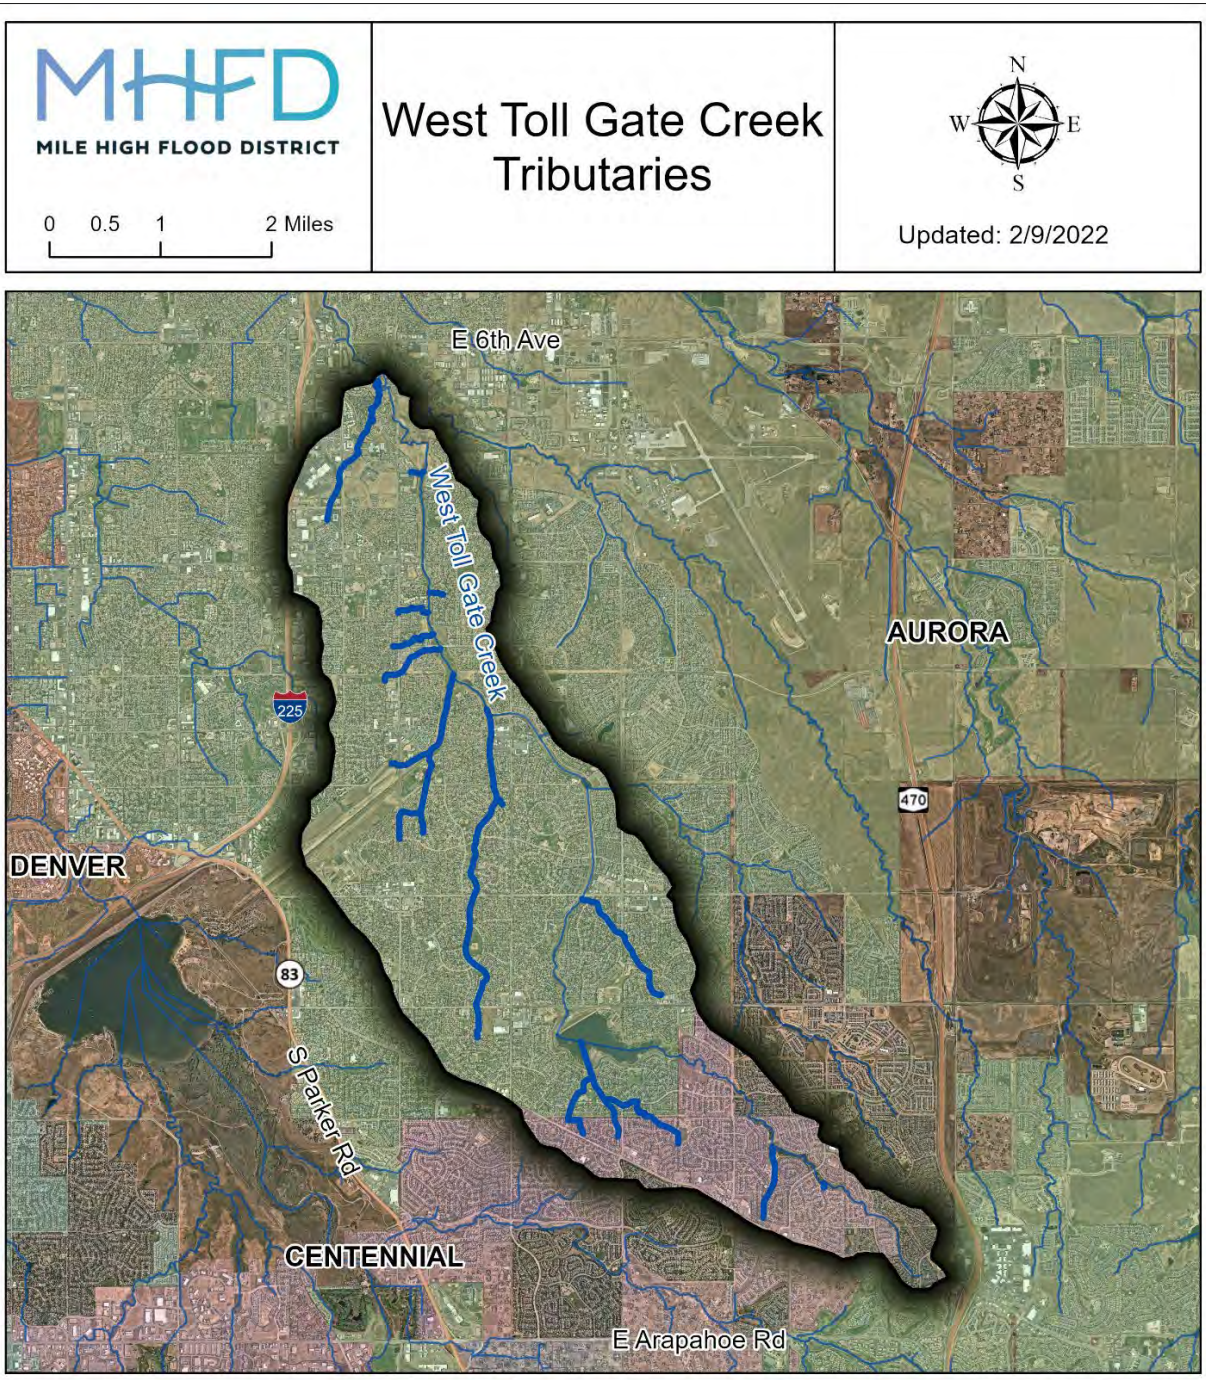 MHFD
MILE HIGH FLOOD DISTRICT
0 0.5 1 2 Miles
West Toll Gate Creek
Tributaries
N
W E
S
Updated: 2/9/2022
E 6th Ave
West Toll Gate Creek
AURORA
225
470
DENVER
83
S Parker Rd
CENTENNIAL
E Arapahoe Rd